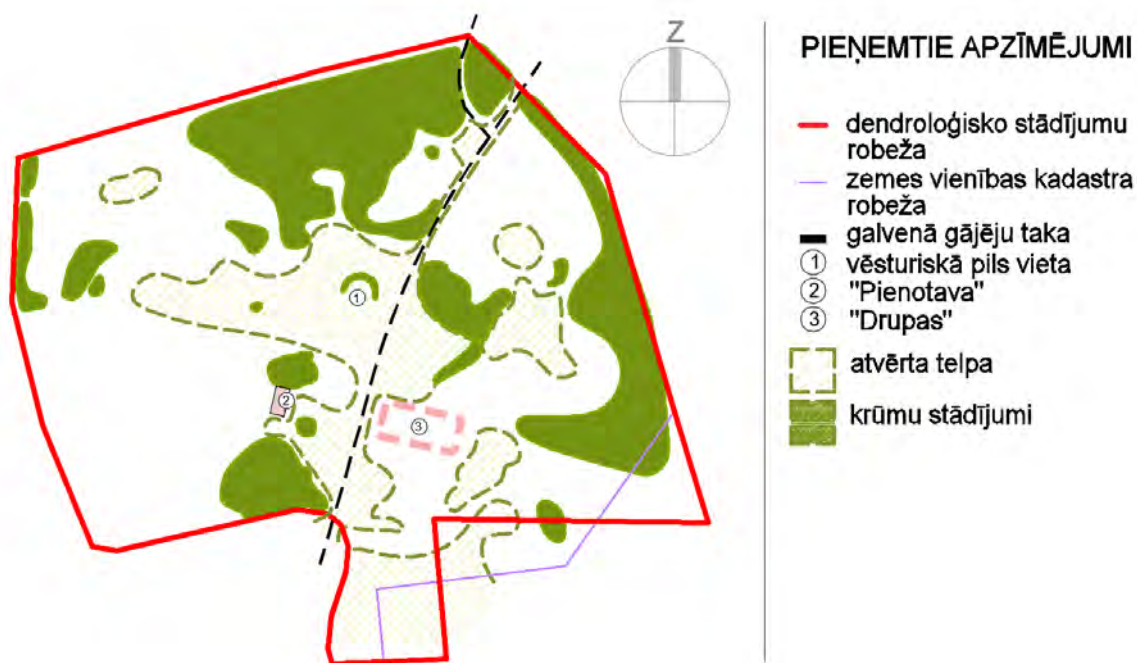 Z
1
2
3
PIEŅEMTIE APZĪMĒJUMI
dendroloģisko stādījumu
robeža
zemes vienības kadastra
robeža
galvenā gājēju taka
1 vēsturiskā pils vieta
2 "Pienotava"
3 "Drupas"
atvērta telpa
krūmu stādījumi